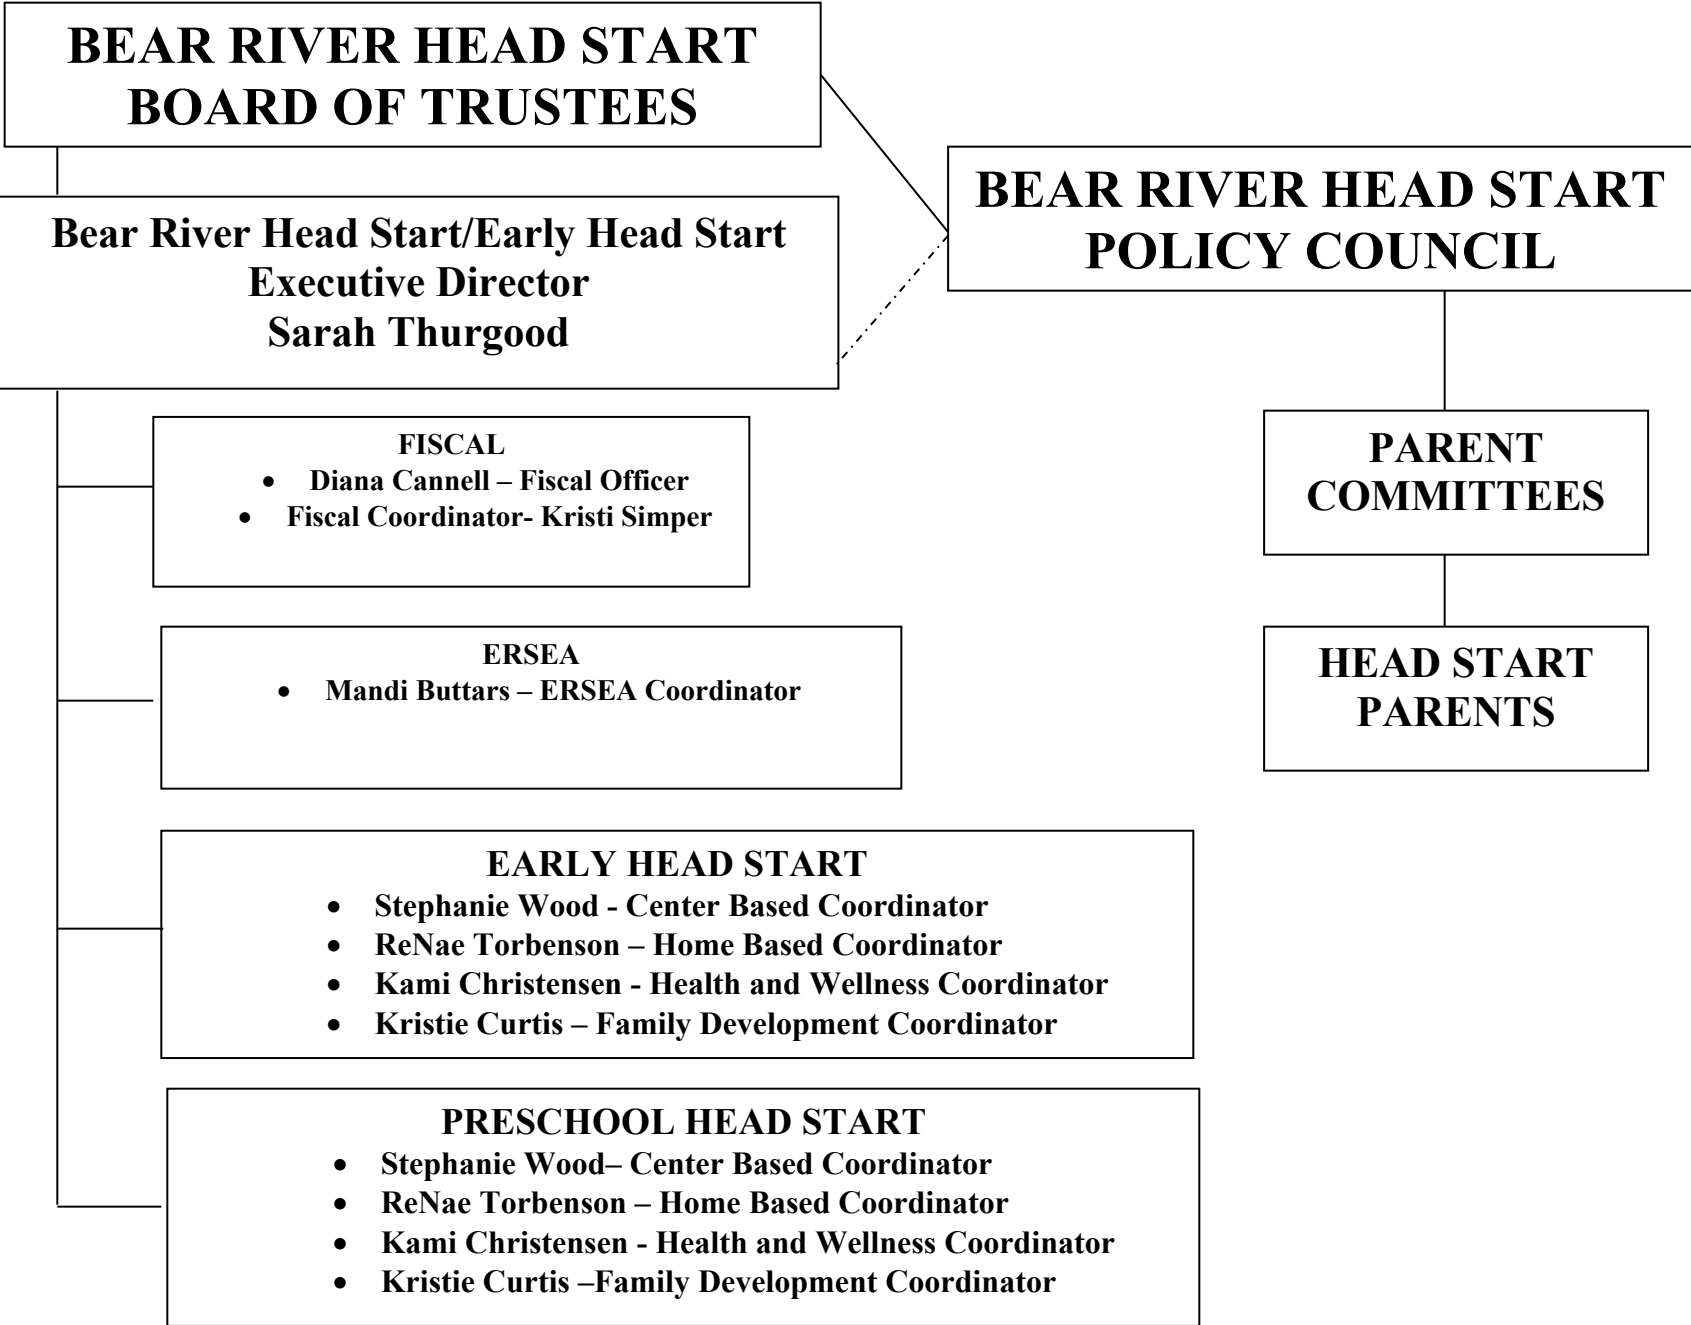 BEAR RIVER HEAD START
BOARD OF TRUSTEES
BEAR RIVER HEAD START
POLICY COUNCIL
Bear River Head Start/Early Head Start
Executive Director
Sarah Thurgood
FISCAL
• Diana Cannell – Fiscal Officer
• Fiscal Coordinator- Kristi Simper
PARENT
COMMITTEES
ERSEA
• Mandi Buttars – ERSEA Coordinator
HEAD START
PARENTS
EARLY HEAD START
• Stephanie Wood - Center Based Coordinator
• ReNae Torbenson – Home Based Coordinator
• Kami Christensen - Health and Wellness Coordinator
• Kristie Curtis – Family Development Coordinator
PRESCHOOL HEAD START
• Stephanie Wood– Center Based Coordinator
• ReNae Torbenson – Home Based Coordinator
• Kami Christensen - Health and Wellness Coordinator
• Kristie Curtis –Family Development Coordinator